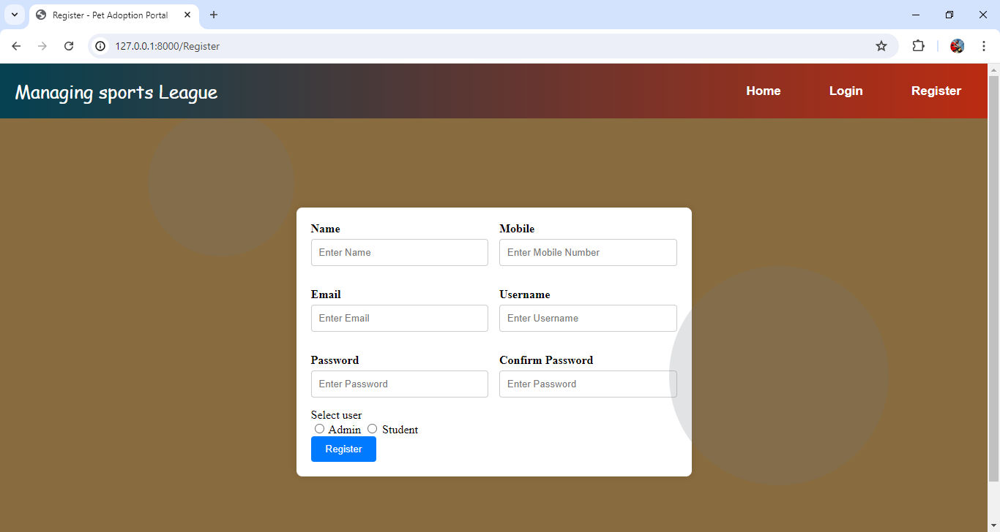 Register - Pet Adoption Portal
127.0.0.1:8000/Register
Managing sports League
Home Login Register
Name Mobile
Enter Name Enter Mobile Number
Email Username
Enter Email Enter Username
Password Confirm Password
Enter Password Enter Password
Select user
Admin Student
Register